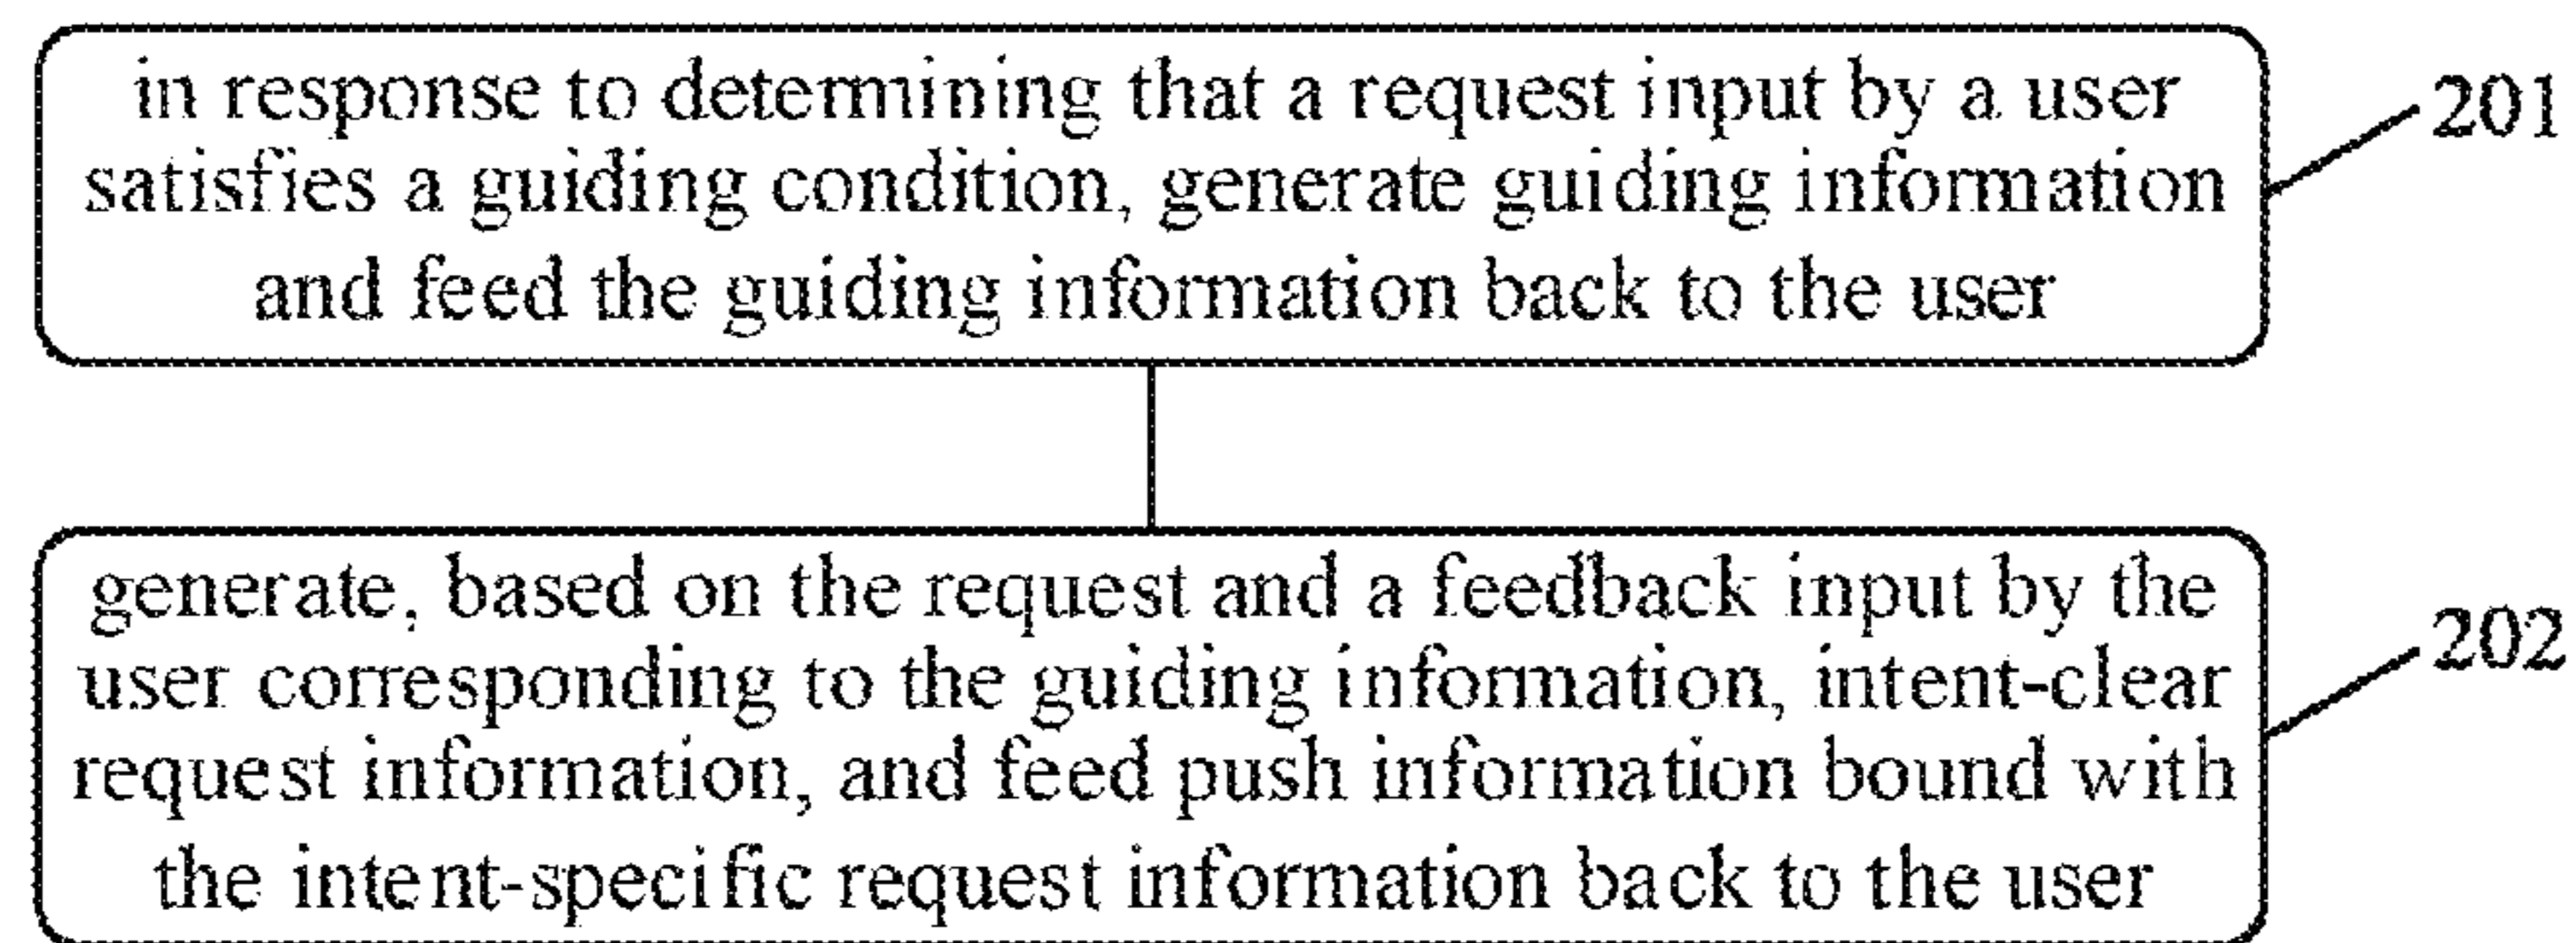 in response to determining that a request input by a user
satisfies a guiding condition, generate guiding information
and feed the guiding information back to the user
201
generate, based on the request and a feedback input by the
user corresponding to the guiding information, intent-clear
request information, and feed push information bound with
the intent-specific request information back to the user
202